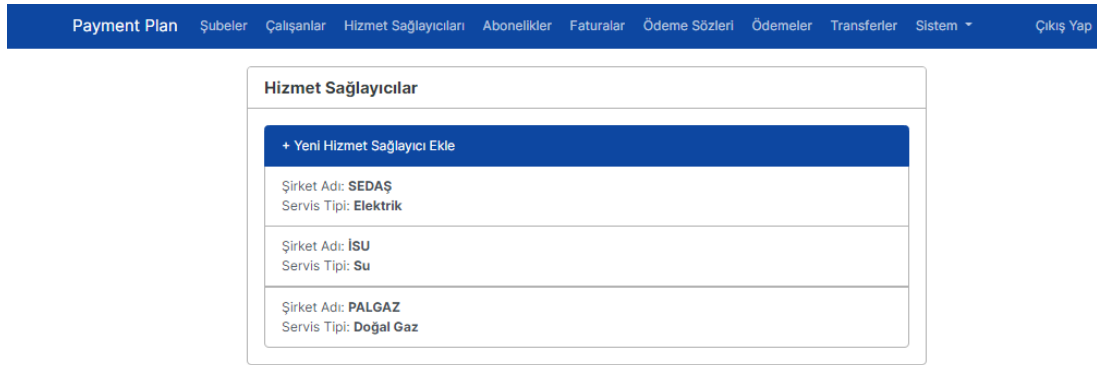 Payment Plan Şubeler Çalışanlar Hizmet Sağlayıcıları Abonelikler Faturalar Ödeme Sözleri Ödemeler Transferler Sistem Çıkış Yap
Hizmet Sağlayıcılar
+ Yeni Hizmet Sağlayıcı Ekle
Şirket Adı: SEDAŞ
Servis Tipi: Elektrik
Şirket Adı: İSU
Servis Tipi: Su
Şirket Adı: PALGAZ
Servis Tipi: Doğal Gaz